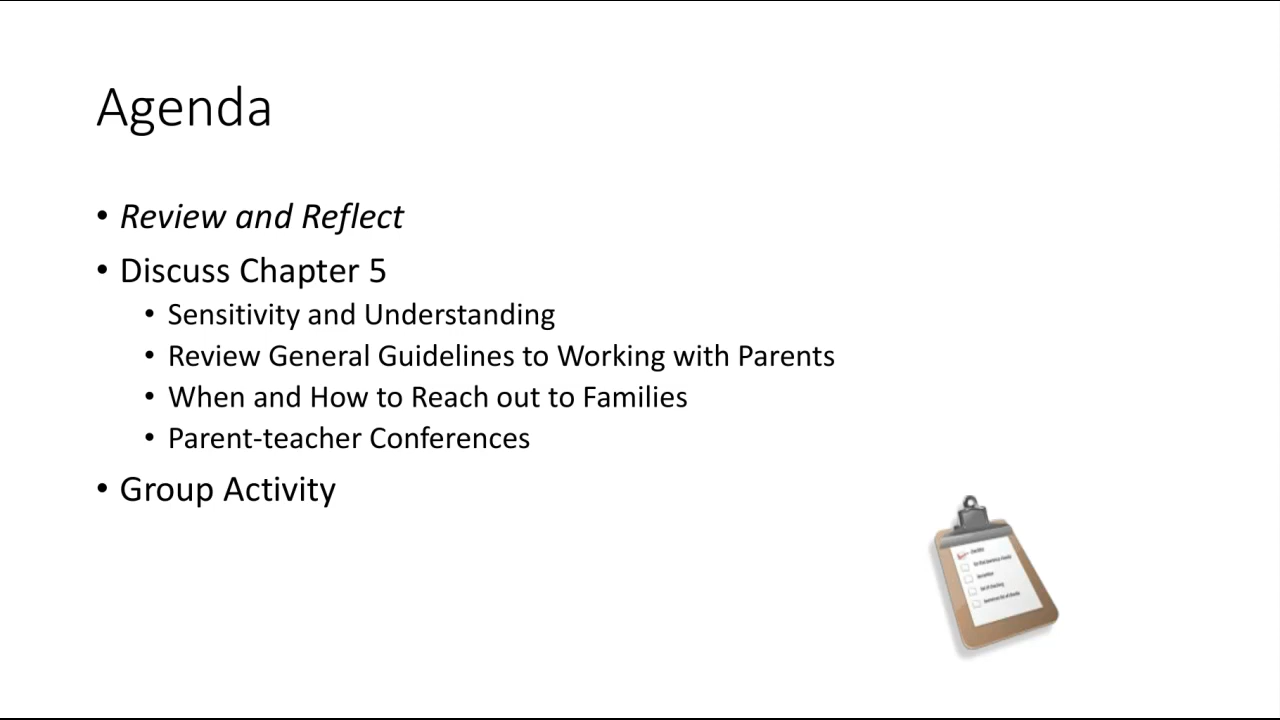 Agenda
• Review and Reflect
• Discuss Chapter 5
• Sensitivity and Understanding
• Review General Guidelines to Working with Parents
• When and How to Reach out to Families
• Parent-teacher Conferences
• Group Activity